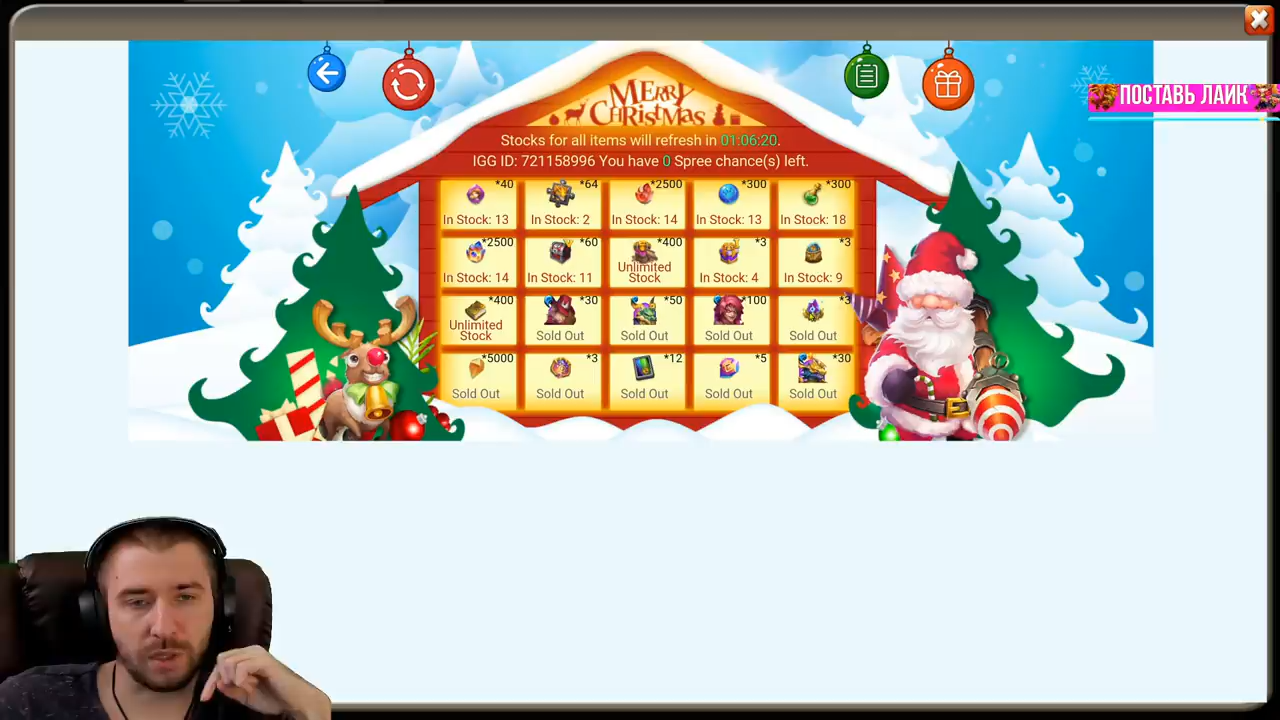 MERRY
CHRISTMAS
ПОСТАВЬ ЛАЙК
Stocks for all items will refresh in 01:06:20.
IGG ID: 721158996 You have 0 Spree chance(s) left.
*40 *64 *2500 *300 *300
In Stock: 13 In Stock: 2 In Stock: 14 In Stock: 13 In Stock: 18
*2500 *60 *400 *3 *3
In Stock: 14 In Stock: 11 Unlimited Stock In Stock: 4 In Stock: 9
*400 *30 *50 *100 *3
Unlimited Stock Sold Out Sold Out Sold Out Sold Out
*5000 *3 *12 *5 *30
Sold Out Sold Out Sold Out Sold Out Sold Out